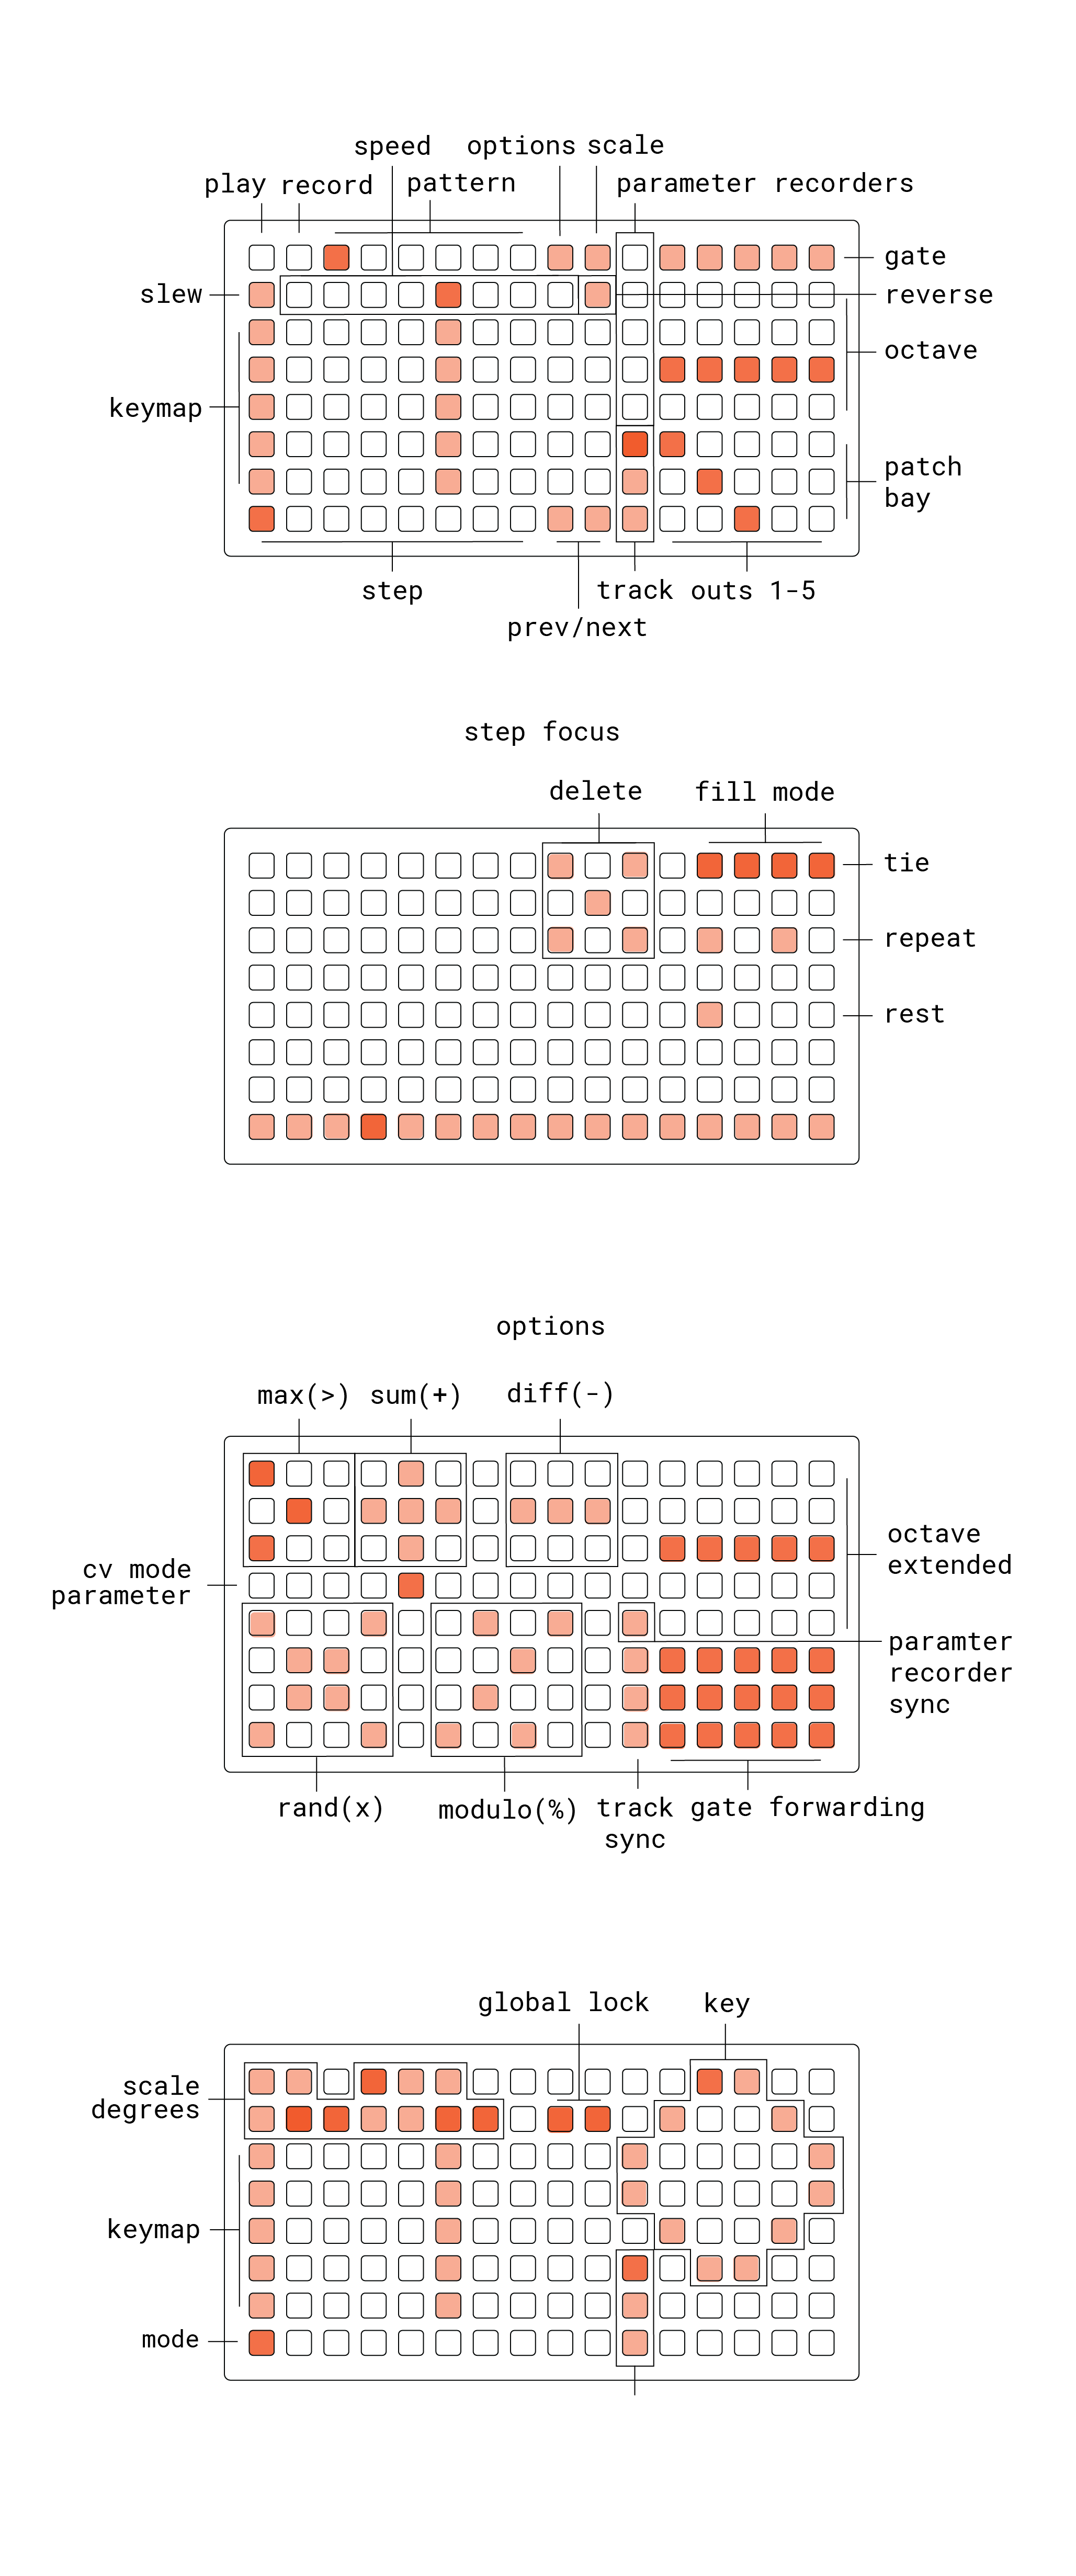 speed options scale
play record pattern parameter recorders
gate
slew reverse
octave
keymap
patch
bay
step track outs 1-5
prev/next
step focus
delete fill mode
tie
repeat
rest
options
max(>) sum(+) diff(-)
octave
extended
cv mode
parameter
paramter
recorder
sync
rand(x) modulo(%) track gate forwarding
sync
global lock key
scale
degrees
keymap
mode